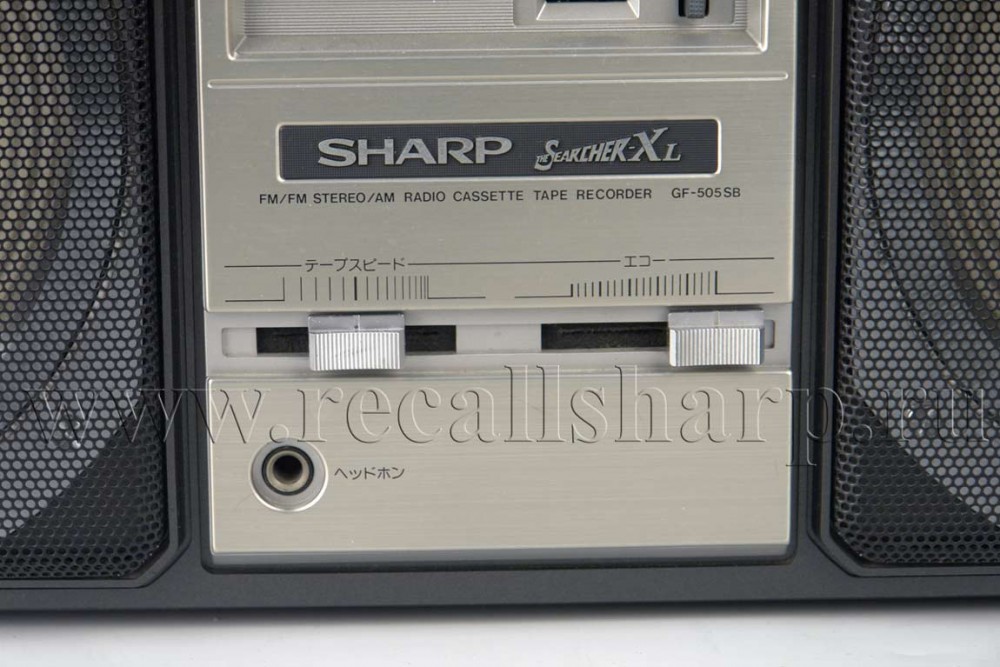 SHARP THE SEARCHER-XL
FM/FM STEREO/AM RADIO CASSETTE TAPE RECORDER GF-505SB
テープスピード エコー
www.recallsharp.ru
ヘッドホン